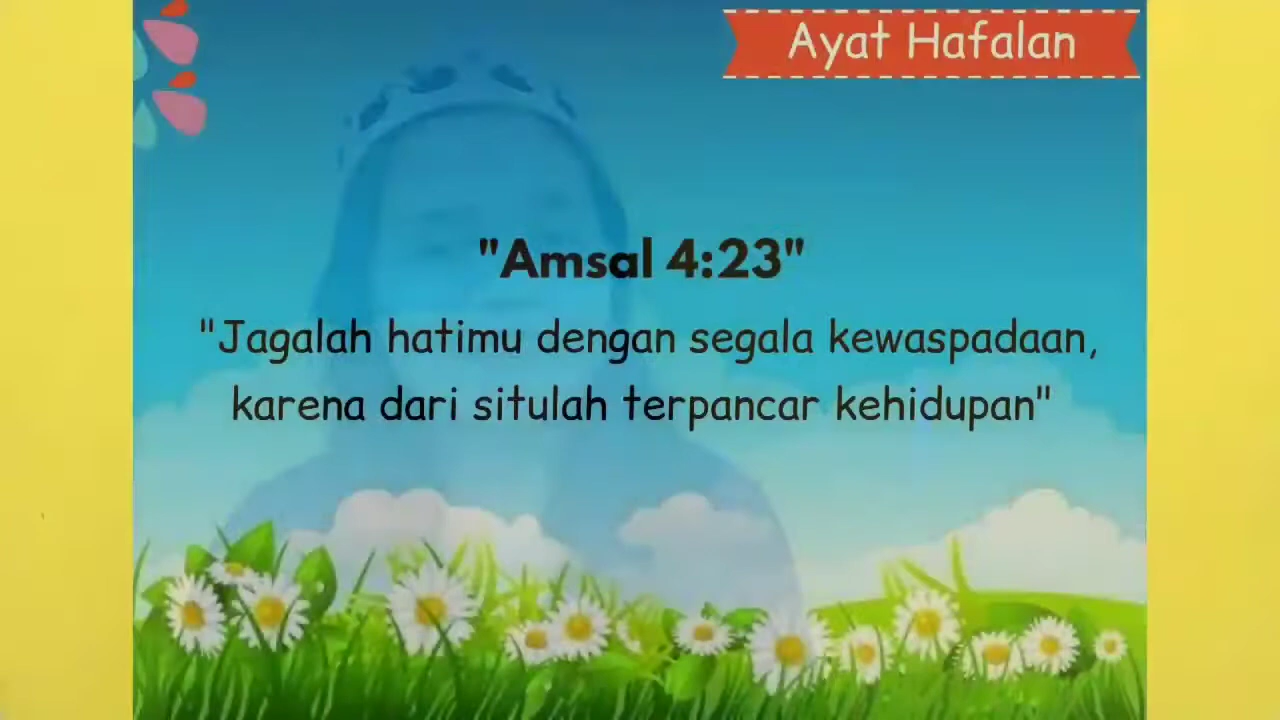 Ayat Hafalan
"Amsal 4:23"
"Jagalah hatimu dengan segala kewaspadaan,
karena dari situlah terpancar kehidupan"